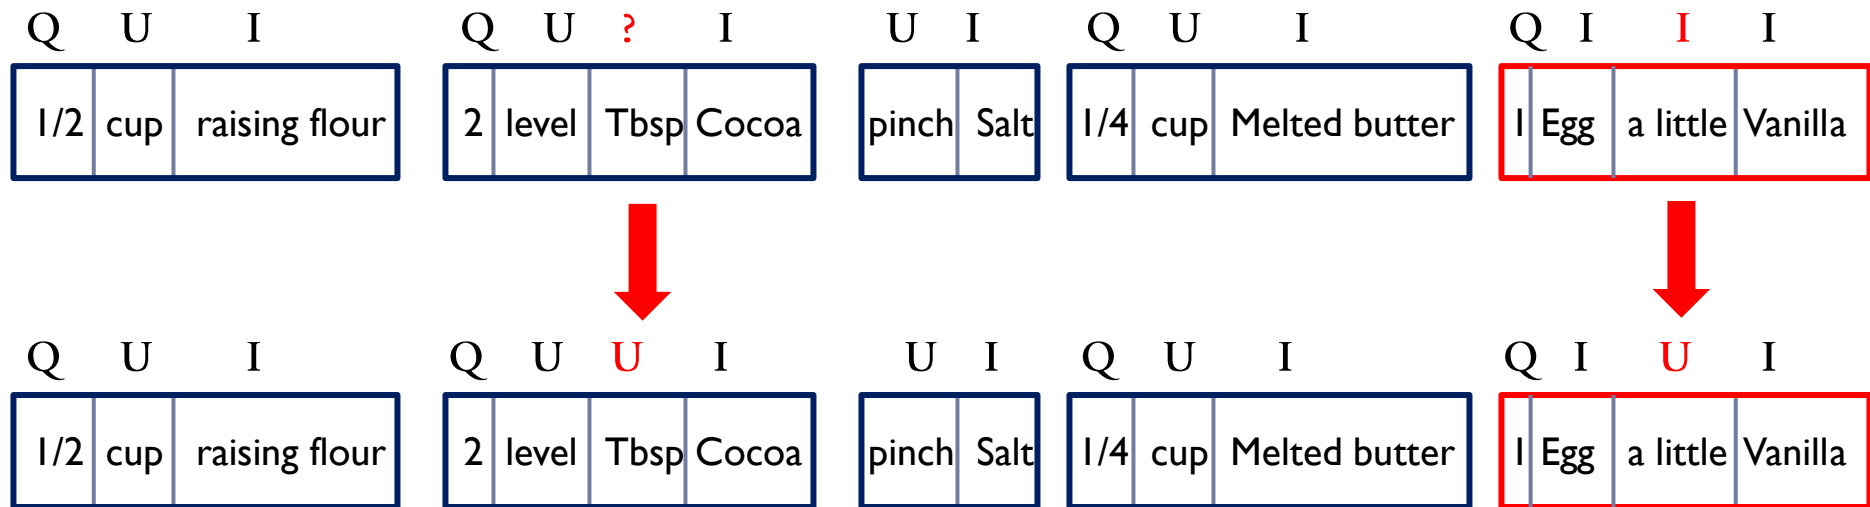 Q U I Q U ? I U I Q U I Q I I I
1/2 cup raising flour 2 level Tbsp Cocoa pinch Salt 1/4 cup Melted butter 1 Egg a little Vanilla
Q U I Q U U I U I Q U I Q I U I
1/2 cup raising flour 2 level Tbsp Cocoa pinch Salt 1/4 cup Melted butter 1 Egg a little Vanilla